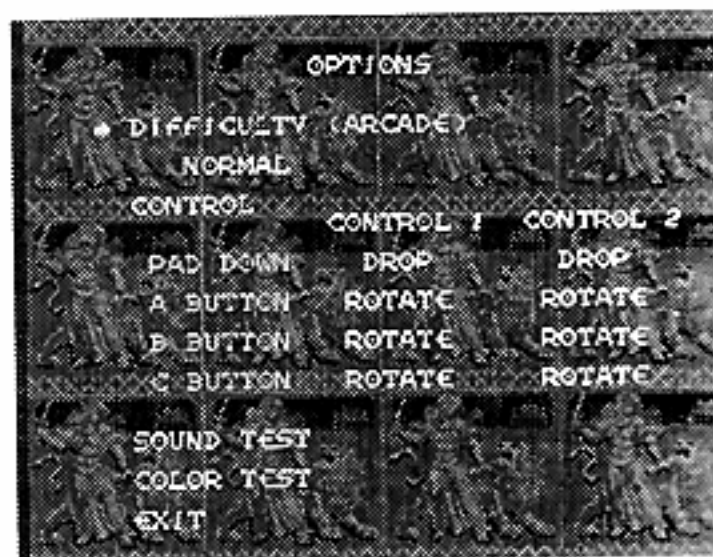 OPTIONS
DIFFICULTY (ARCADE)
NORMAL
CONTROL
CONTROL 1 CONTROL 2
PAD DOWN DROP DROP
A BUTTON ROTATE ROTATE
B BUTTON ROTATE ROTATE
C BUTTON ROTATE ROTATE
SOUND TEST
COLOR TEST
EXIT